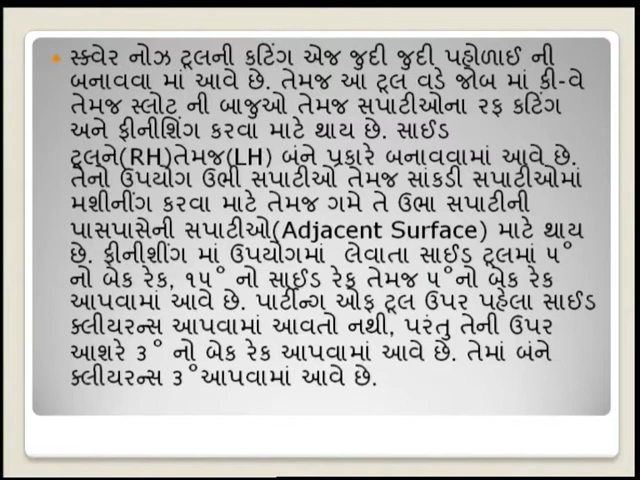 સ્ક્વેર નોઝ ટૂલની કટિંગ એજ જુદી જુદી પહોળાઈ ની
બનાવવા માં આવે છે. તેમજ આ ટૂલ વડે જોબ માં કી-વે
તેમજ સ્લોટ ની બાજુઓ તેમજ સપાટીઓના રફ કટિંગ
અને ફીનીશિંગ કરવા માટે થાય છે. સાઈડ
ટૂલને(RH)તેમજ(LH) બંને પ્રકારે બનાવવામાં આવે છે.
તેનો ઉપયોગ ઉભી સપાટીઓ તેમજ સાંકડી સપાટીઓમાં
મશીનીંગ કરવા માટે તેમજ ગમે તે ઉભા સપાટીની
પાસપાસેની સપાટીઓ(Adjacent Surface) માટે થાય
છે. ફીનીશીંગ માં ઉપયોગમાં લેવાતા સાઈડ ટૂલમાં ૫°
નો બેક રેક, ૧૫° નો સાઈડ રેક તેમજ ૫°નો બેક રેક
આપવામાં આવે છે. પાર્ટીન્ગ ઓફ ટૂલ ઉપર પહેલા સાઈડ
ક્લીયરન્સ આપવામાં આવતો નથી, પરંતુ તેની ઉપર
આશરે ૩° નો બેક રેક આપવામાં આવે છે. તેમાં બંને
ક્લીયરન્સ ૩°આપવામાં આવે છે.